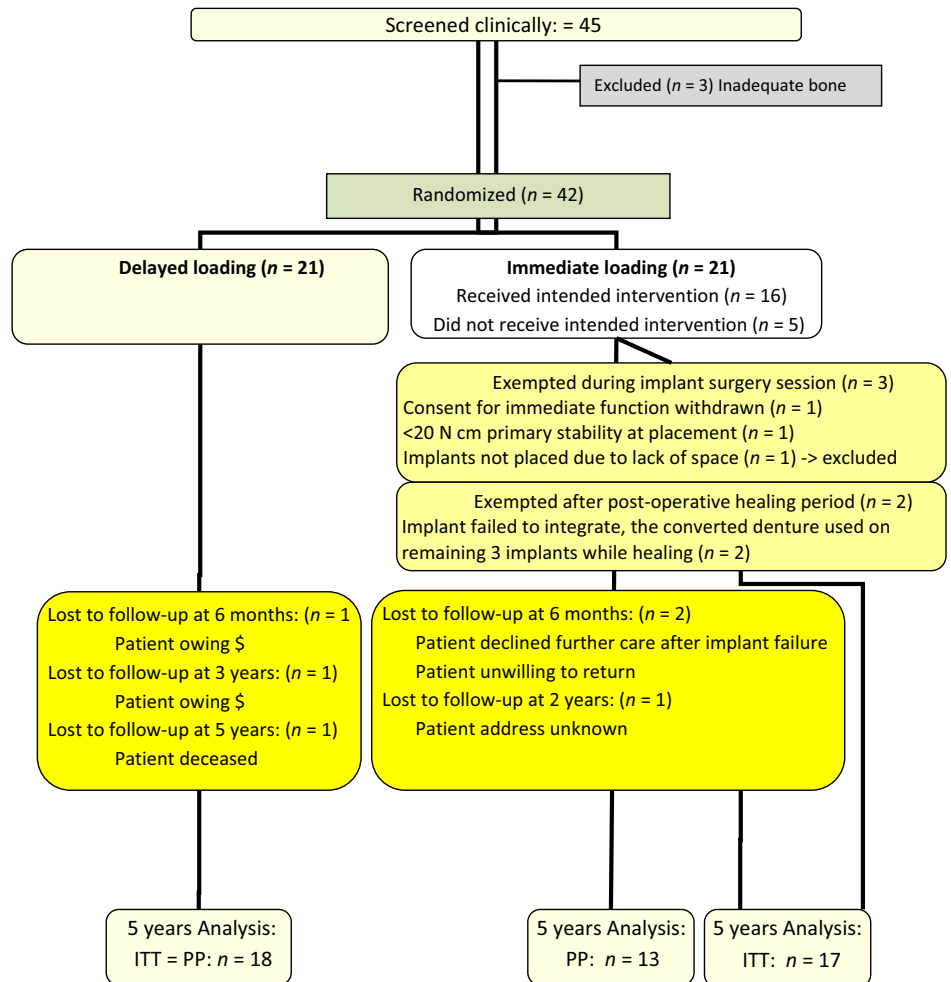 Screened clinically: = 45
Excluded (n = 3) Inadequate bone
Randomized (n = 42)
Delayed loading (n = 21)
Immediate loading (n = 21)
Received intended intervention (n = 16)
Did not receive intended intervention (n = 5)
Exempted during implant surgery session (n = 3)
Consent for immediate function withdrawn (n = 1)
<20 N cm primary stability at placement (n = 1)
Implants not placed due to lack of space (n = 1) -> excluded
Exempted after post-operative healing period (n = 2)
Implant failed to integrate, the converted denture used on
remaining 3 implants while healing (n = 2)
Lost to follow-up at 6 months: (n = 1
Patient owing $
Lost to follow-up at 3 years: (n = 1)
Patient owing $
Lost to follow-up at 5 years: (n = 1)
Patient deceased
Lost to follow-up at 6 months: (n = 2)
Patient declined further care after implant failure
Patient unwilling to return
Lost to follow-up at 2 years: (n = 1)
Patient address unknown
5 years Analysis:
ITT = PP: n = 18
5 years Analysis:
PP: n = 13
5 years Analysis:
ITT: n = 17